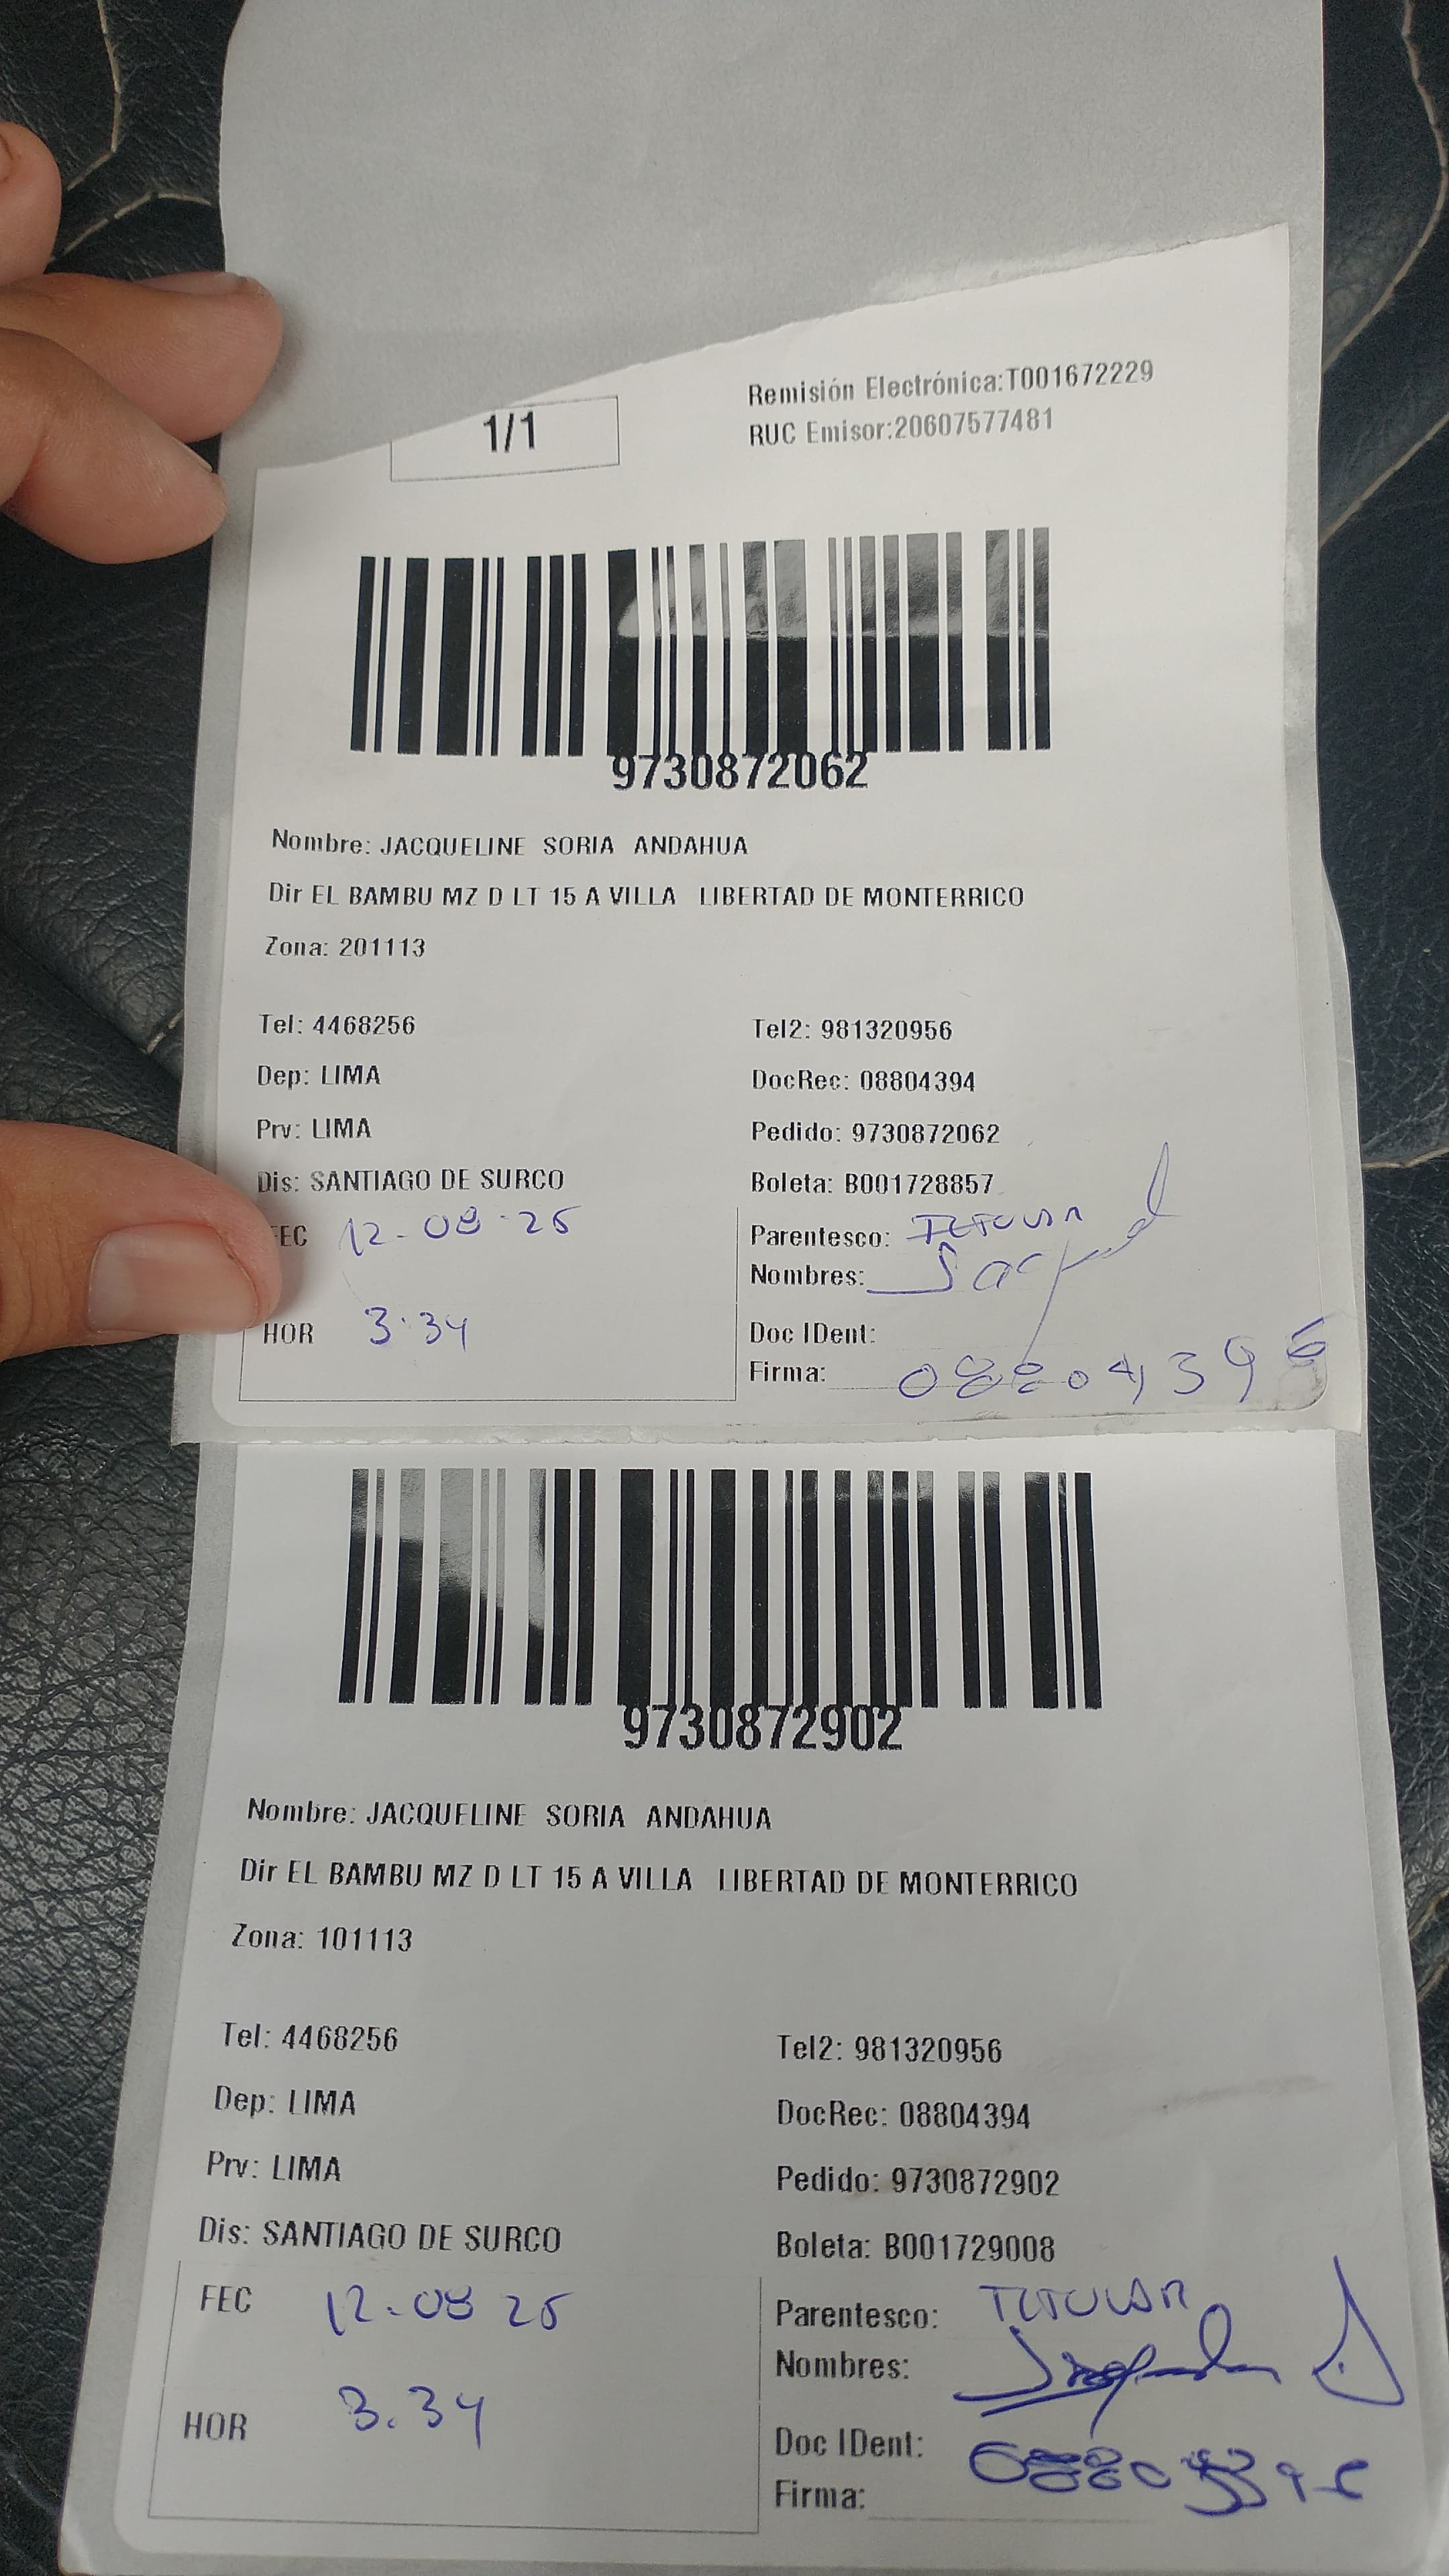 1/1
Remisión Electrónica:T001672229
RUC Emisor:20607577481
9730872062
Nombre: JACQUELINE SORIA ANDAHUA
Dir EL BAMBU MZ D LT 15 A VILLA LIBERTAD DE MONTERRICO
Zona: 201113
Tel: 4468256 Tel2: 981320956
Dep: LIMA DocRec: 08804394
Prv: LIMA Pedido: 9730872062
Dis: SANTIAGO DE SURCO Boleta: B001728857
EC 12-08-25 Parentesco: TITULAR
Nombres:
HOR 3:34 Doc IDent:
Firma:
9730872902
Nombre: JACQUELINE SORIA ANDAHUA
Dir EL BAMBU MZ D LT 15 A VILLA LIBERTAD DE MONTERRICO
Zona: 101113
Tel: 4468256 Tel2: 981320956
Dep: LIMA DocRec: 08804394
Prv: LIMA Pedido: 9730872902
Dis: SANTIAGO DE SURCO Boleta: B001729008
FEC 12-08 25 Parentesco: TITULAR
Nombres:
HOR 3.34 Doc IDent:
Firma: